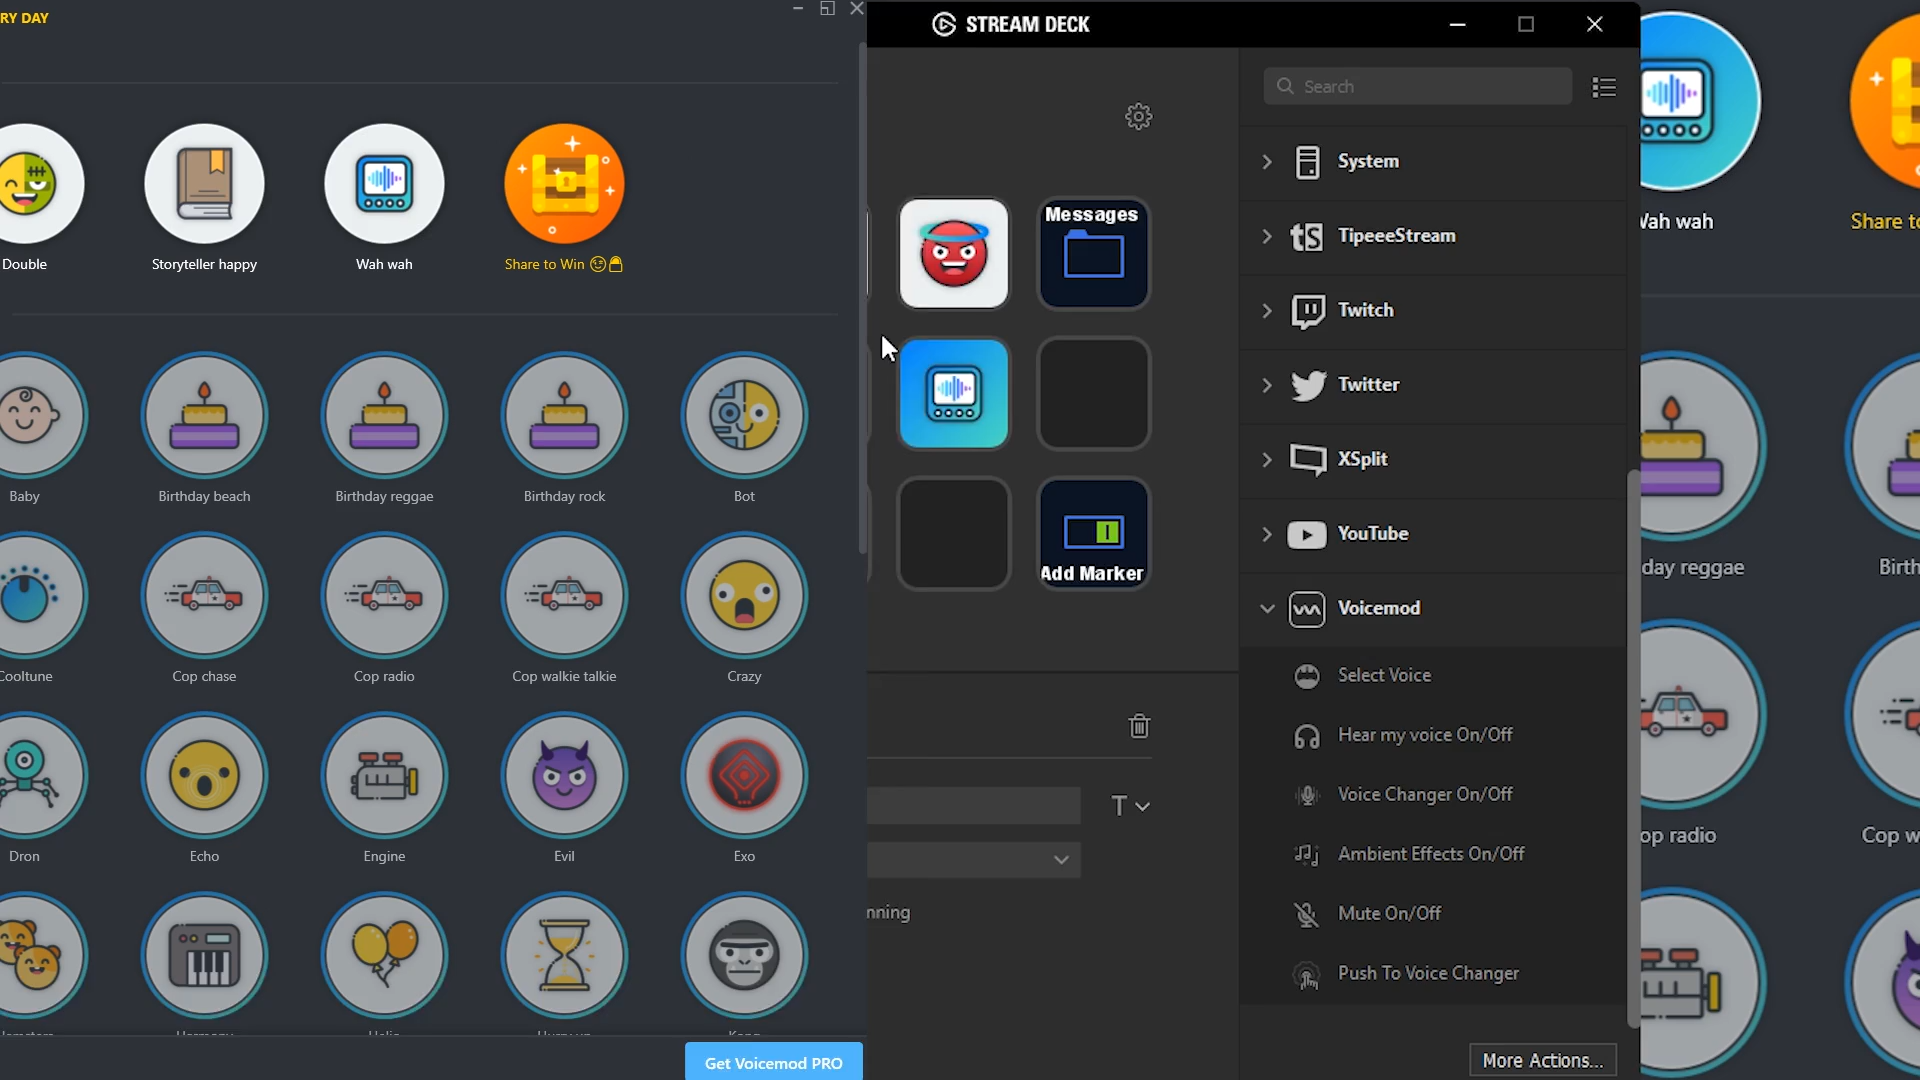 RY DAY
Double
Storyteller happy
Wah wah
Share to Win
Baby
Birthday beach
Birthday reggae
Birthday rock
Bot
Cooltune
Cop chase
Cop radio
Cop walkie talkie
Crazy
Dron
Echo
Engine
Evil
Exo
Get Voicemod PRO
STREAM DECK
Messages
Add Marker
T
nning
Search
System
TipeeeStream
Twitch
Twitter
XSplit
YouTube
Voicemod
Select Voice
Hear my voice On/Off
Voice Changer On/Off
Ambient Effects On/Off
Mute On/Off
Push To Voice Changer
More Actions...
Wah wah
Share to
day reggae
Birth
op radio
Cop w